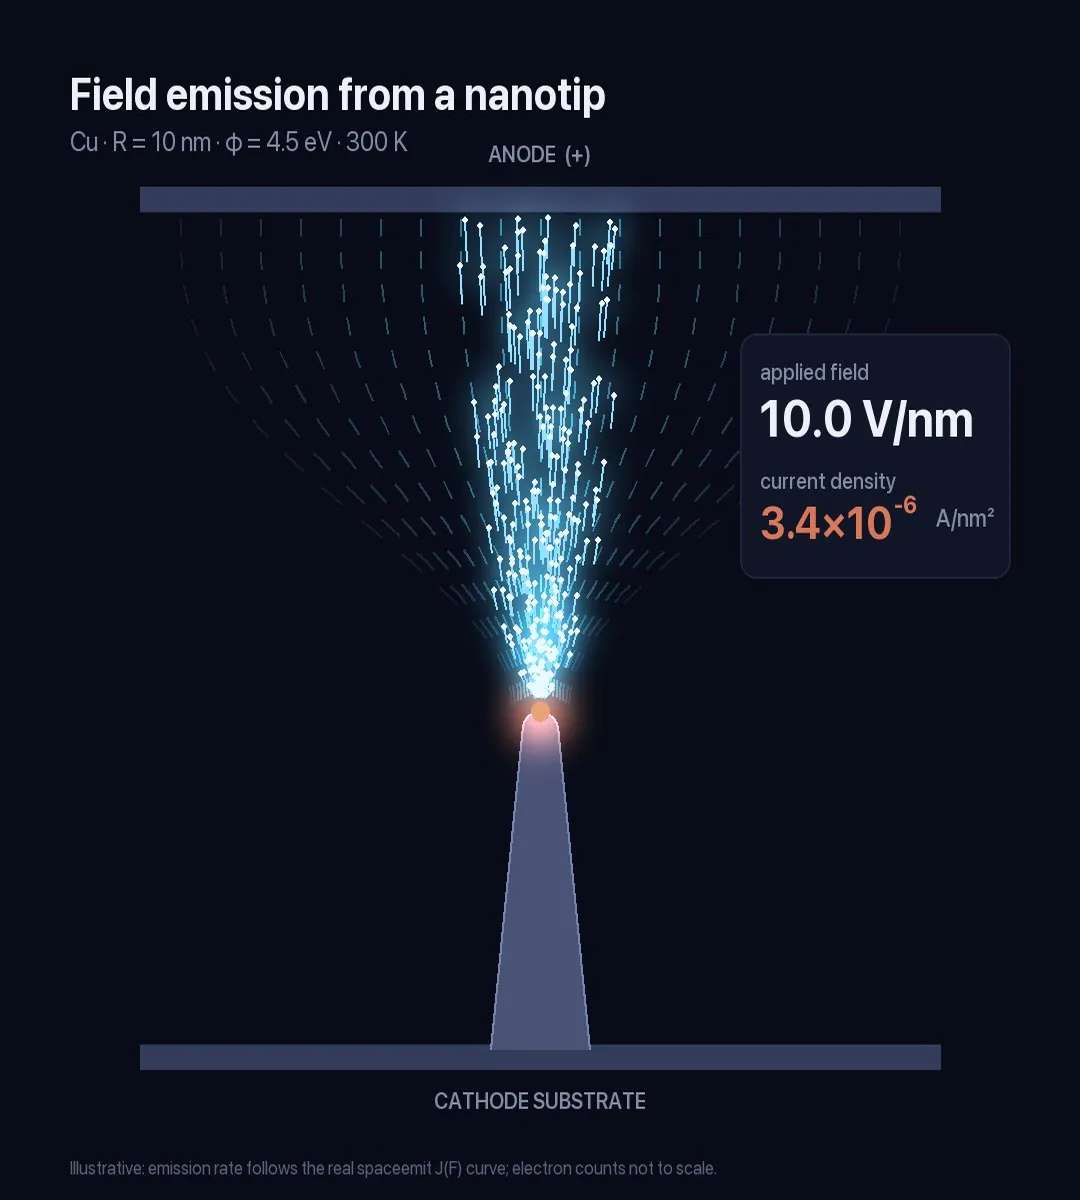 Field emission from a nanotip
Cu · R = 10 nm · ϕ = 4.5 eV · 300 K
ANODE (+)
applied field
10.0 V/nm
current density
3.4×10⁻⁶ A/nm²
CATHODE SUBSTRATE
Illustrative: emission rate follows the real spaceemit J(F) curve; electron counts not to scale.